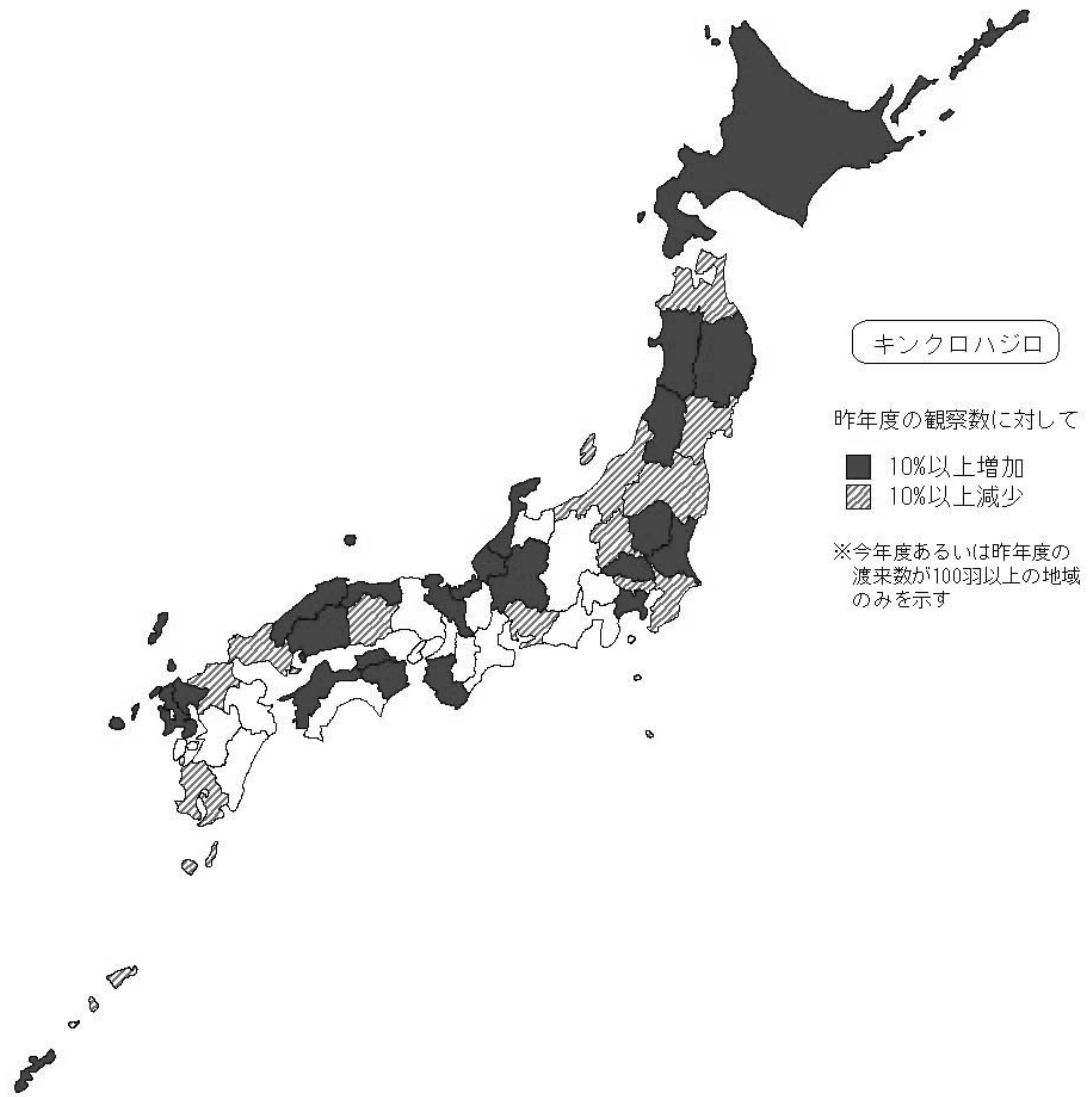 キンクロハジロ
昨年度の観察数に対して
10%以上増加
10%以上減少
※今年度あるいは昨年度の
渡来数が100羽以上の地域
のみを示す